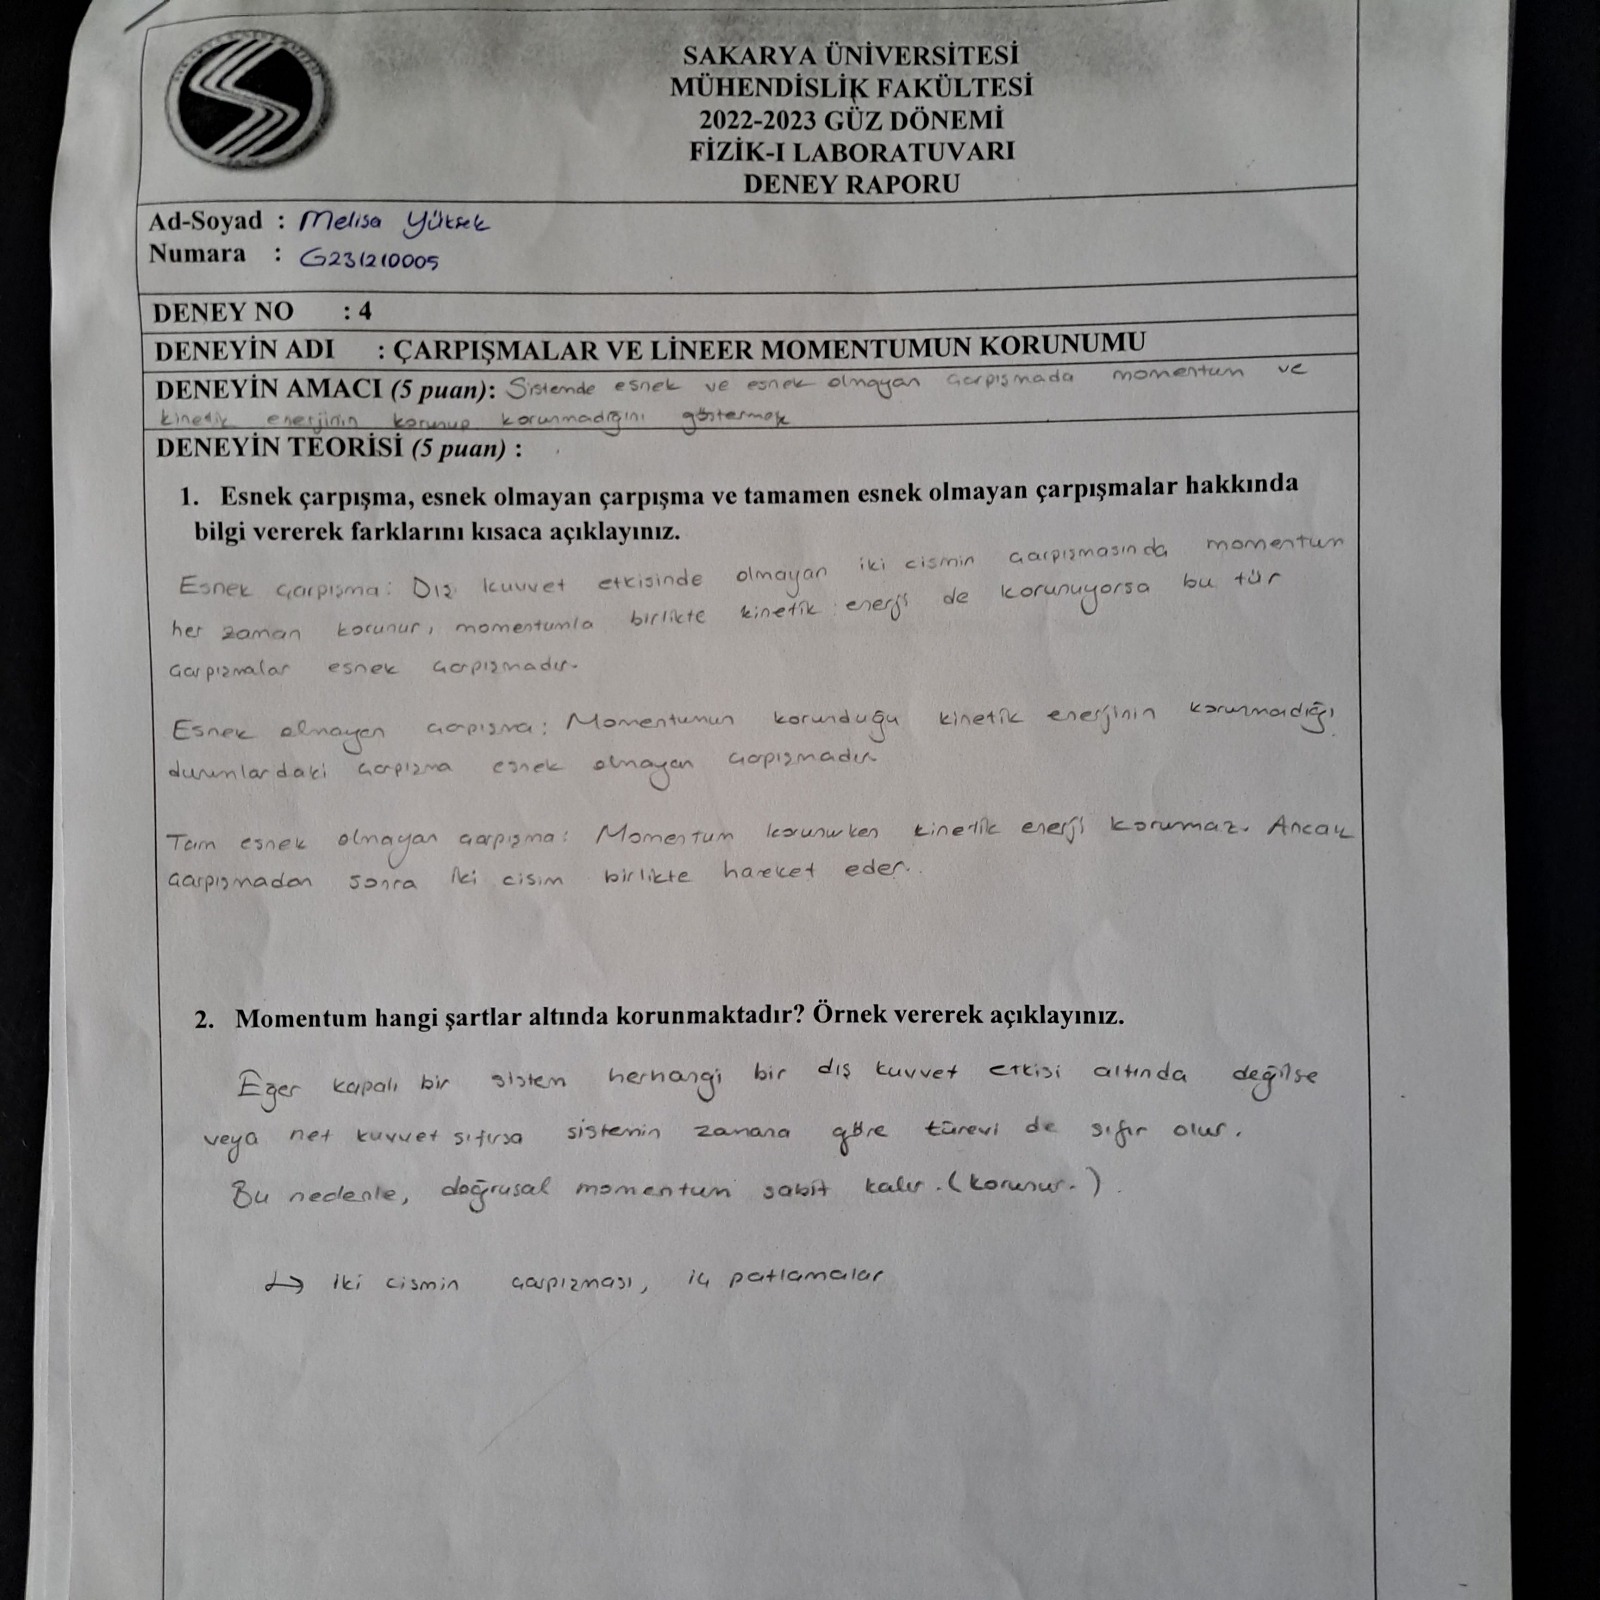 SAKARYA ÜNİVERSİTESİ
MÜHENDİSLİK FAKÜLTESİ
2022-2023 GÜZ DÖNEMİ
FİZİK-I LABORATUVARI
DENEY RAPORU
Ad-Soyad : Melisa Yüksek
Numara : G231210005
DENEY NO : 4
DENEYİN ADI : ÇARPIŞMALAR VE LİNEER MOMENTUMUN KORUNUMU
DENEYİN AMACI (5 puan): Sistemde esnek ve esnek olmayan çarpışmada momentum ve
kinetik enerjinin korunup korunmadığını göstermek
DENEYİN TEORİSİ (5 puan) :
1. Esnek çarpışma, esnek olmayan çarpışma ve tamamen esnek olmayan çarpışmalar hakkında
bilgi vererek farklarını kısaca açıklayınız.
Esnek çarpışma: Dış kuvvet etkisinde olmayan iki cismin çarpışmasında momentum
her zaman korunur, momentumla birlikte kinetik enerji de korunuyorsa bu tür
çarpışmalar esnek çarpışmadır.
Esnek olmayan çarpışma: Momentumun korunduğu kinetik enerjinin korunmadığı
durumlardaki çarpışma esnek olmayan çarpışmadır
Tam esnek olmayan çarpışma: Momentum korunurken kinetik enerji korunmaz. Ancak
çarpışmadan sonra iki cisim birlikte hareket eder.
2. Momentum hangi şartlar altında korunmaktadır? Örnek vererek açıklayınız.
Eğer kapalı bir sistem herhangi bir dış kuvvet etkisi altında değilse
veya net kuvvet sıfırsa sistemin zamana göre türevi de sıfır olur.
Bu nedenle, doğrusal momentum sabit kalır. (korunur.)
↳ iki cismin çarpışması, iç patlamalar